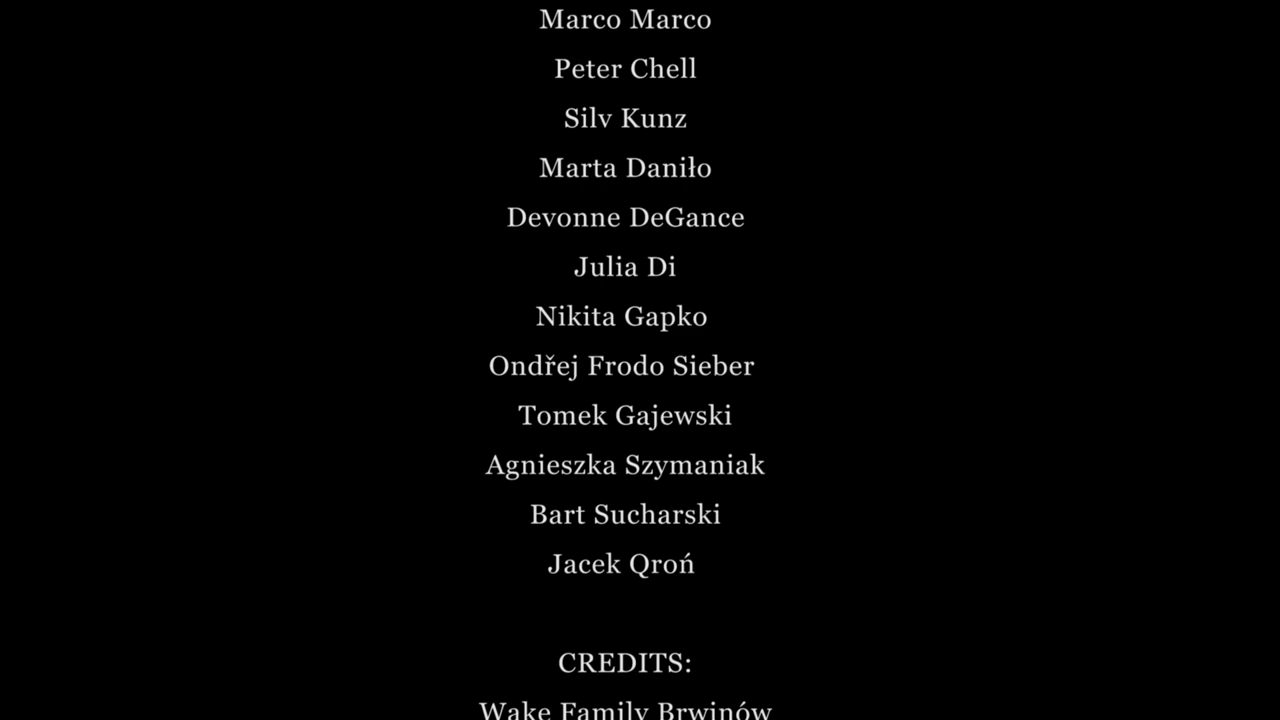 Marco Marco
Peter Chell
Silv Kunz
Marta Daniło
Devonne DeGance
Julia Di
Nikita Gapko
Ondřej Frodo Sieber
Tomek Gajewski
Agnieszka Szymaniak
Bart Sucharski
Jacek Qroń
CREDITS:
Wake Family Brwinów